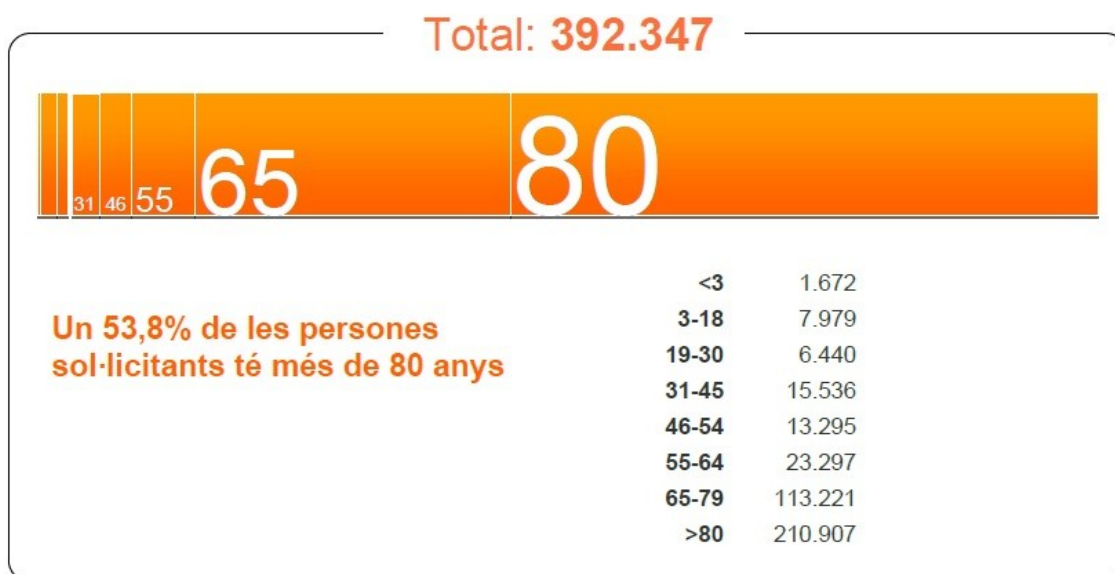 Total: 392.347
31 46 55 65 80
Un 53,8% de les persones
sol·licitants té més de 80 anys
<3 1.672
3-18 7.979
19-30 6.440
31-45 15.536
46-54 13.295
55-64 23.297
65-79 113.221
>80 210.907